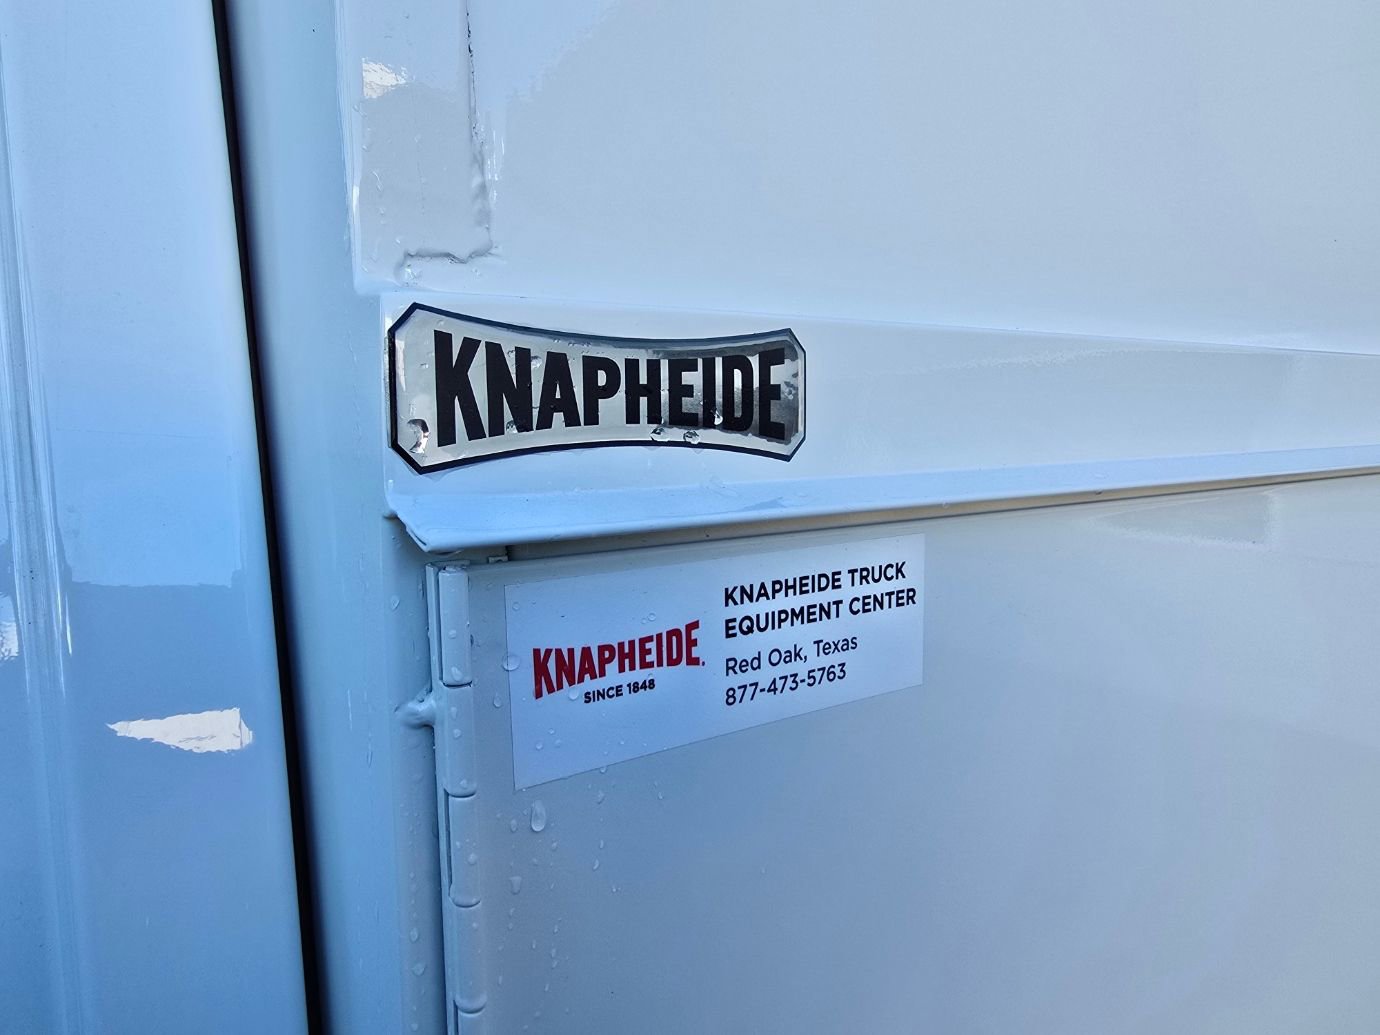 KNAPHEIDE
KNAPHEIDE.
SINCE 1848
KNAPHEIDE TRUCK
EQUIPMENT CENTER
Red Oak, Texas
877-473-5763